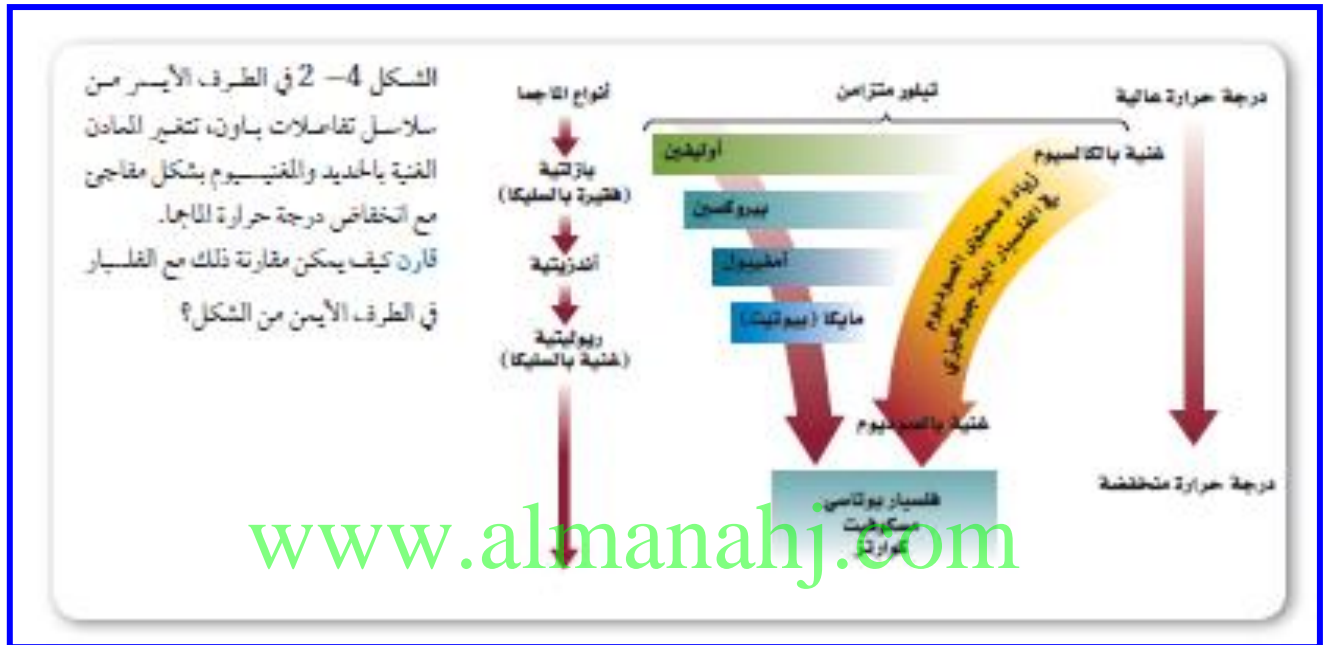 الشكل 4 – 2 في الطرف الأيسر من
سلاسل تفاعلات باون، تتغير المعادن
الغنية بالحديد والمغنيسيوم بشكل مفاجئ
مع انخفاض درجة حرارة الماجما.
قارن كيف يمكن مقارنة ذلك مع الفلسبار
في الطرف الأيمن من الشكل؟
درجة حرارة عالية
درجة حرارة منخفضة
تبلور متزامن
غنية بالكالسيوم
زيادة محتوى الصوديوم
في الفلسبار البلاجيوكليزي
غنية بالصوديوم
أوليفين
بيروكسين
أمفيبول
مايكا (بيوتيت)
فلسبار بوتاسي
مسكوفيت
كوارتز
أنواع الماجما
بازلتية
(فقيرة بالسليكا)
أندزيتية
ريوليتية
(غنية بالسليكا)
www.almanahj.com